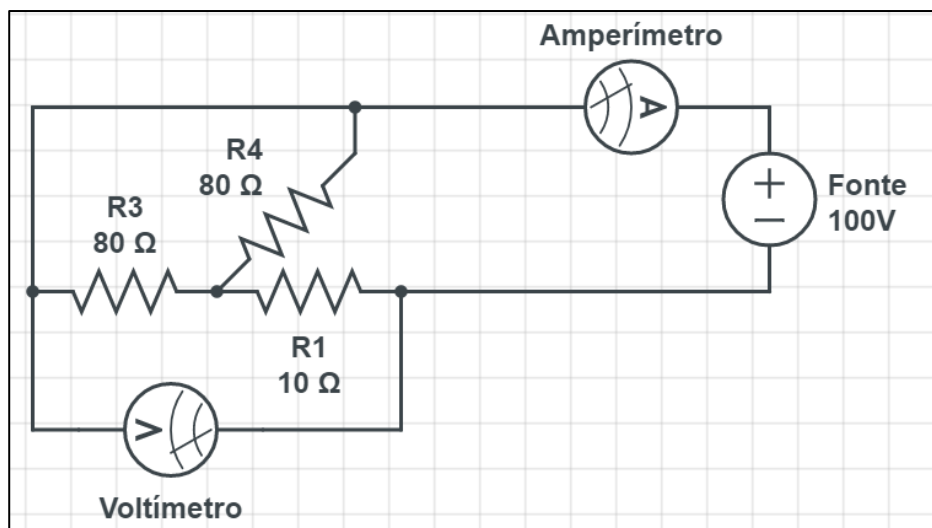 Amperímetro
A
R4
80 Ω
Fonte
100V
R3
80 Ω
R1
10 Ω
V
Voltímetro